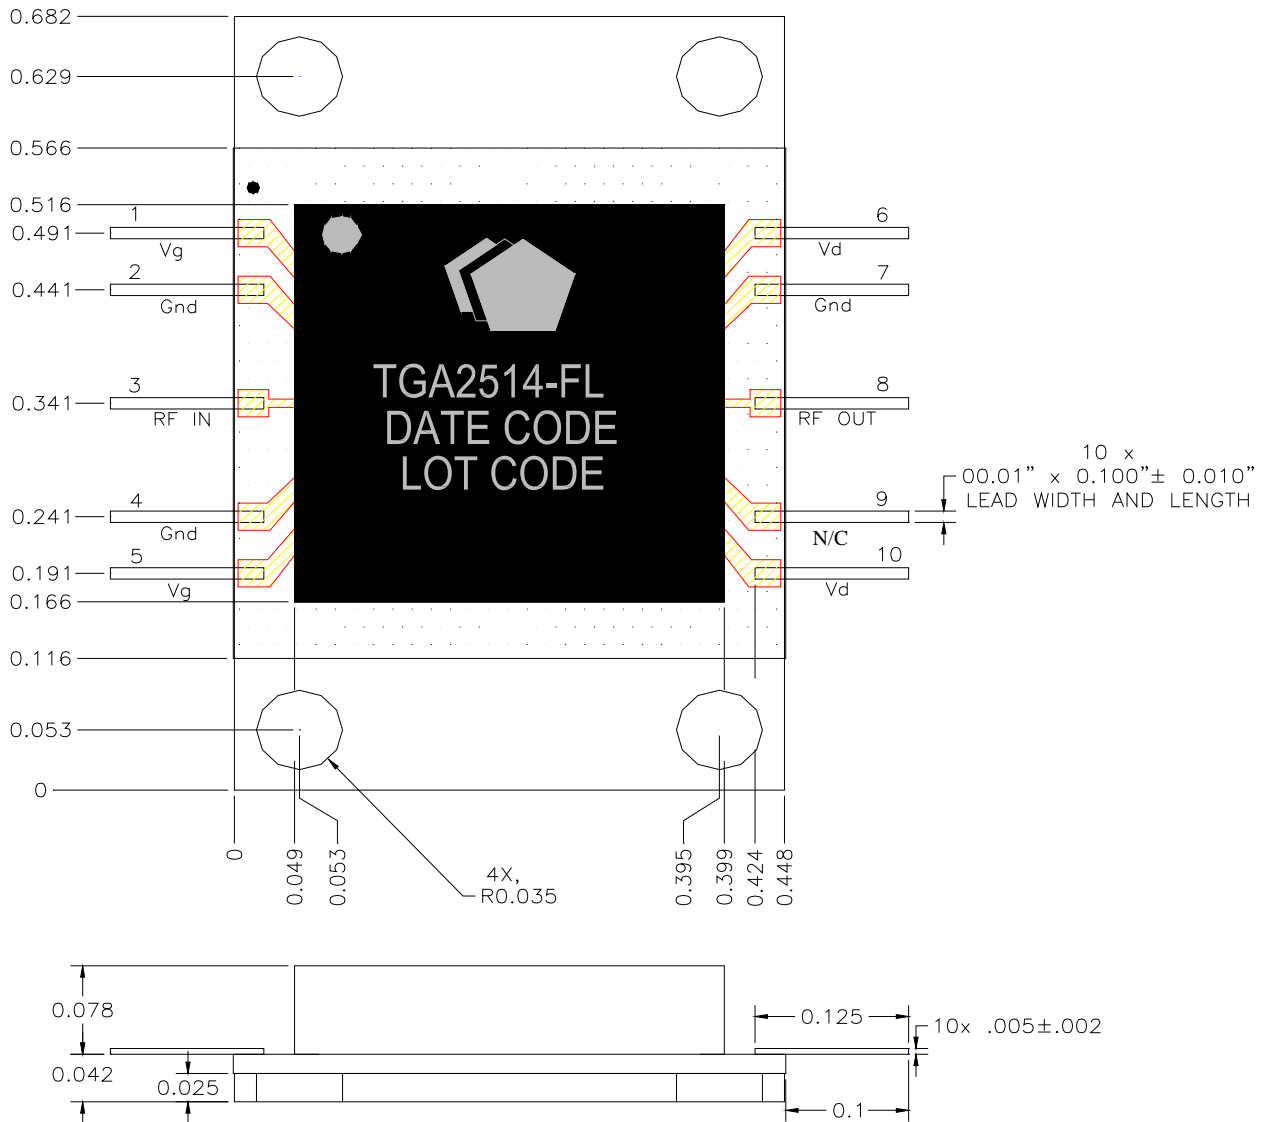 0.682
0.629
0.566
0.516
0.491
0.441
0.341
0.241
0.191
0.166
0.116
0.053
0
1
Vg
2
Gnd
3
RF IN
4
Gnd
5
Vg
TGA2514-FL
DATE CODE
LOT CODE
6
Vd
7
Gnd
8
RF OUT
9
N/C
10
Vd
10 x
00.01" x 0.100"± 0.010"
LEAD WIDTH AND LENGTH
0
0.049
0.053
0.395
0.399
0.424
0.448
4X,
R0.035
0.078
0.042
0.025
0.125
10x .005±.002
0.1